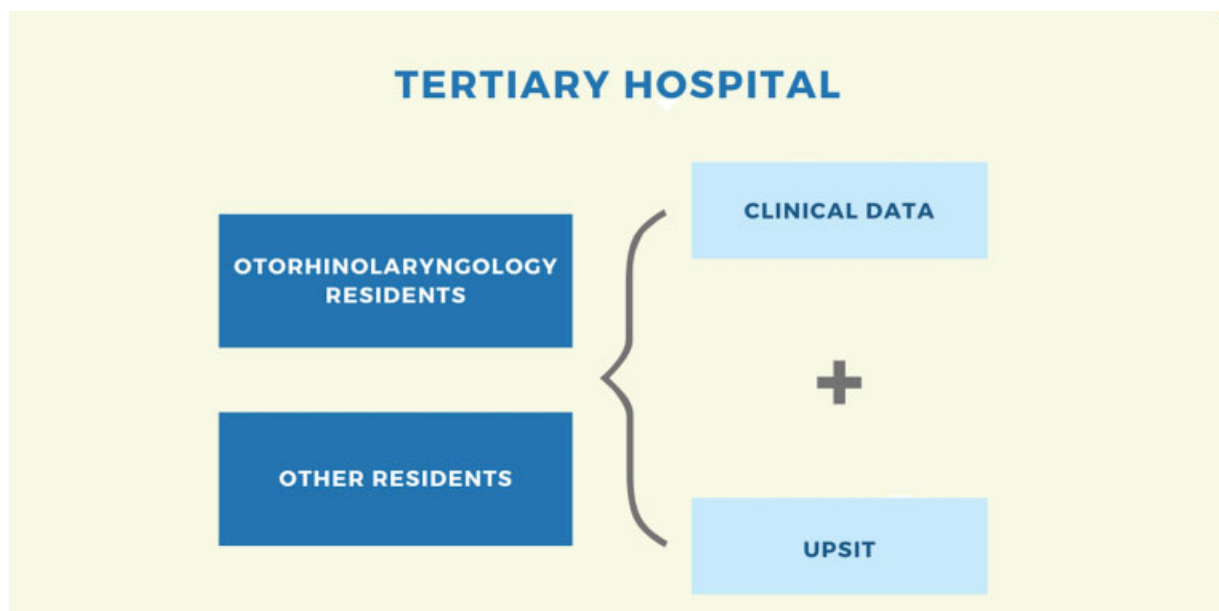 TERTIARY HOSPITAL
OTORHINOLARYNGOLOGY
RESIDENTS
OTHER RESIDENTS
CLINICAL DATA
+
UPSIT